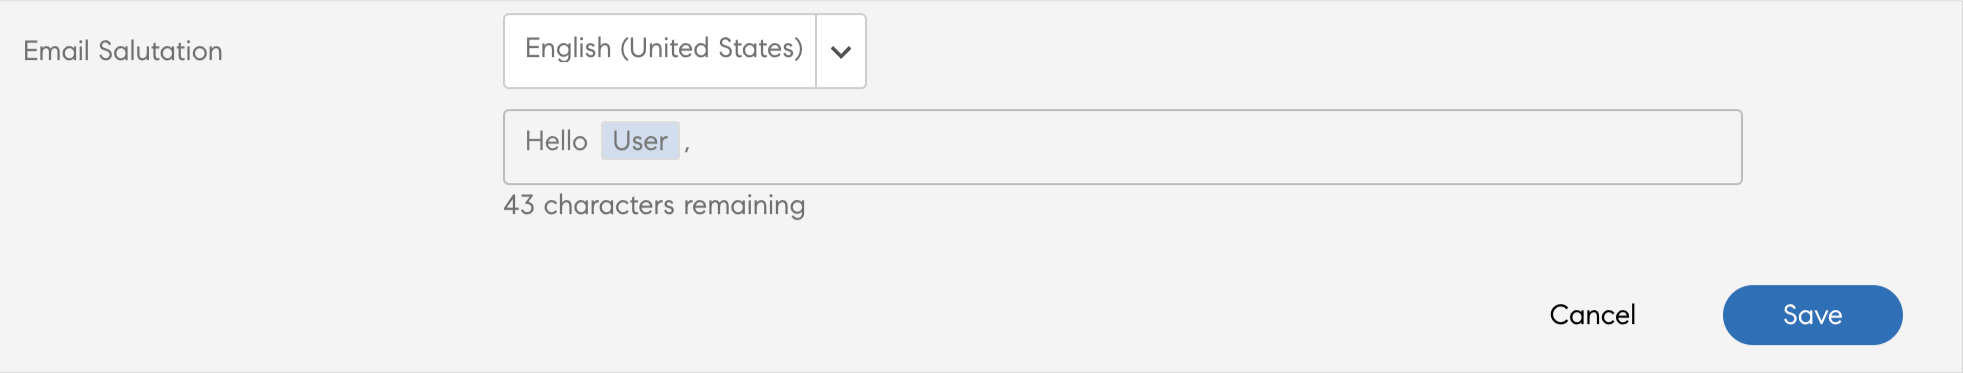 Email Salutation
English (United States)
Hello User ,
43 characters remaining
Cancel
Save